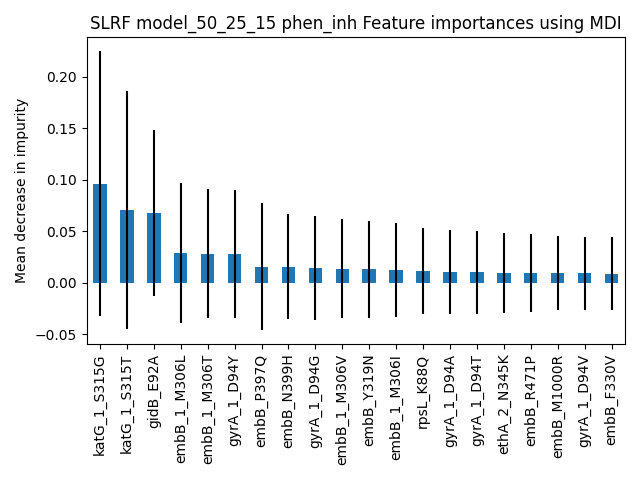 SLRF model_50_25_15 phen_inh Feature importances using MDI
Mean decrease in impurity
0.20
0.15
0.10
0.05
0.00
−0.05
katG_1_S315G
katG_1_S315T
gidB_E92A
embB_1_M306L
embB_1_M306T
gyrA_1_D94Y
embB_P397Q
embB_N399H
gyrA_1_D94G
embB_1_M306V
embB_Y319N
embB_1_M306I
rpsL_K88Q
gyrA_1_D94A
gyrA_1_D94T
ethA_2_N345K
embB_R471P
embB_M1000R
gyrA_1_D94V
embB_F330V